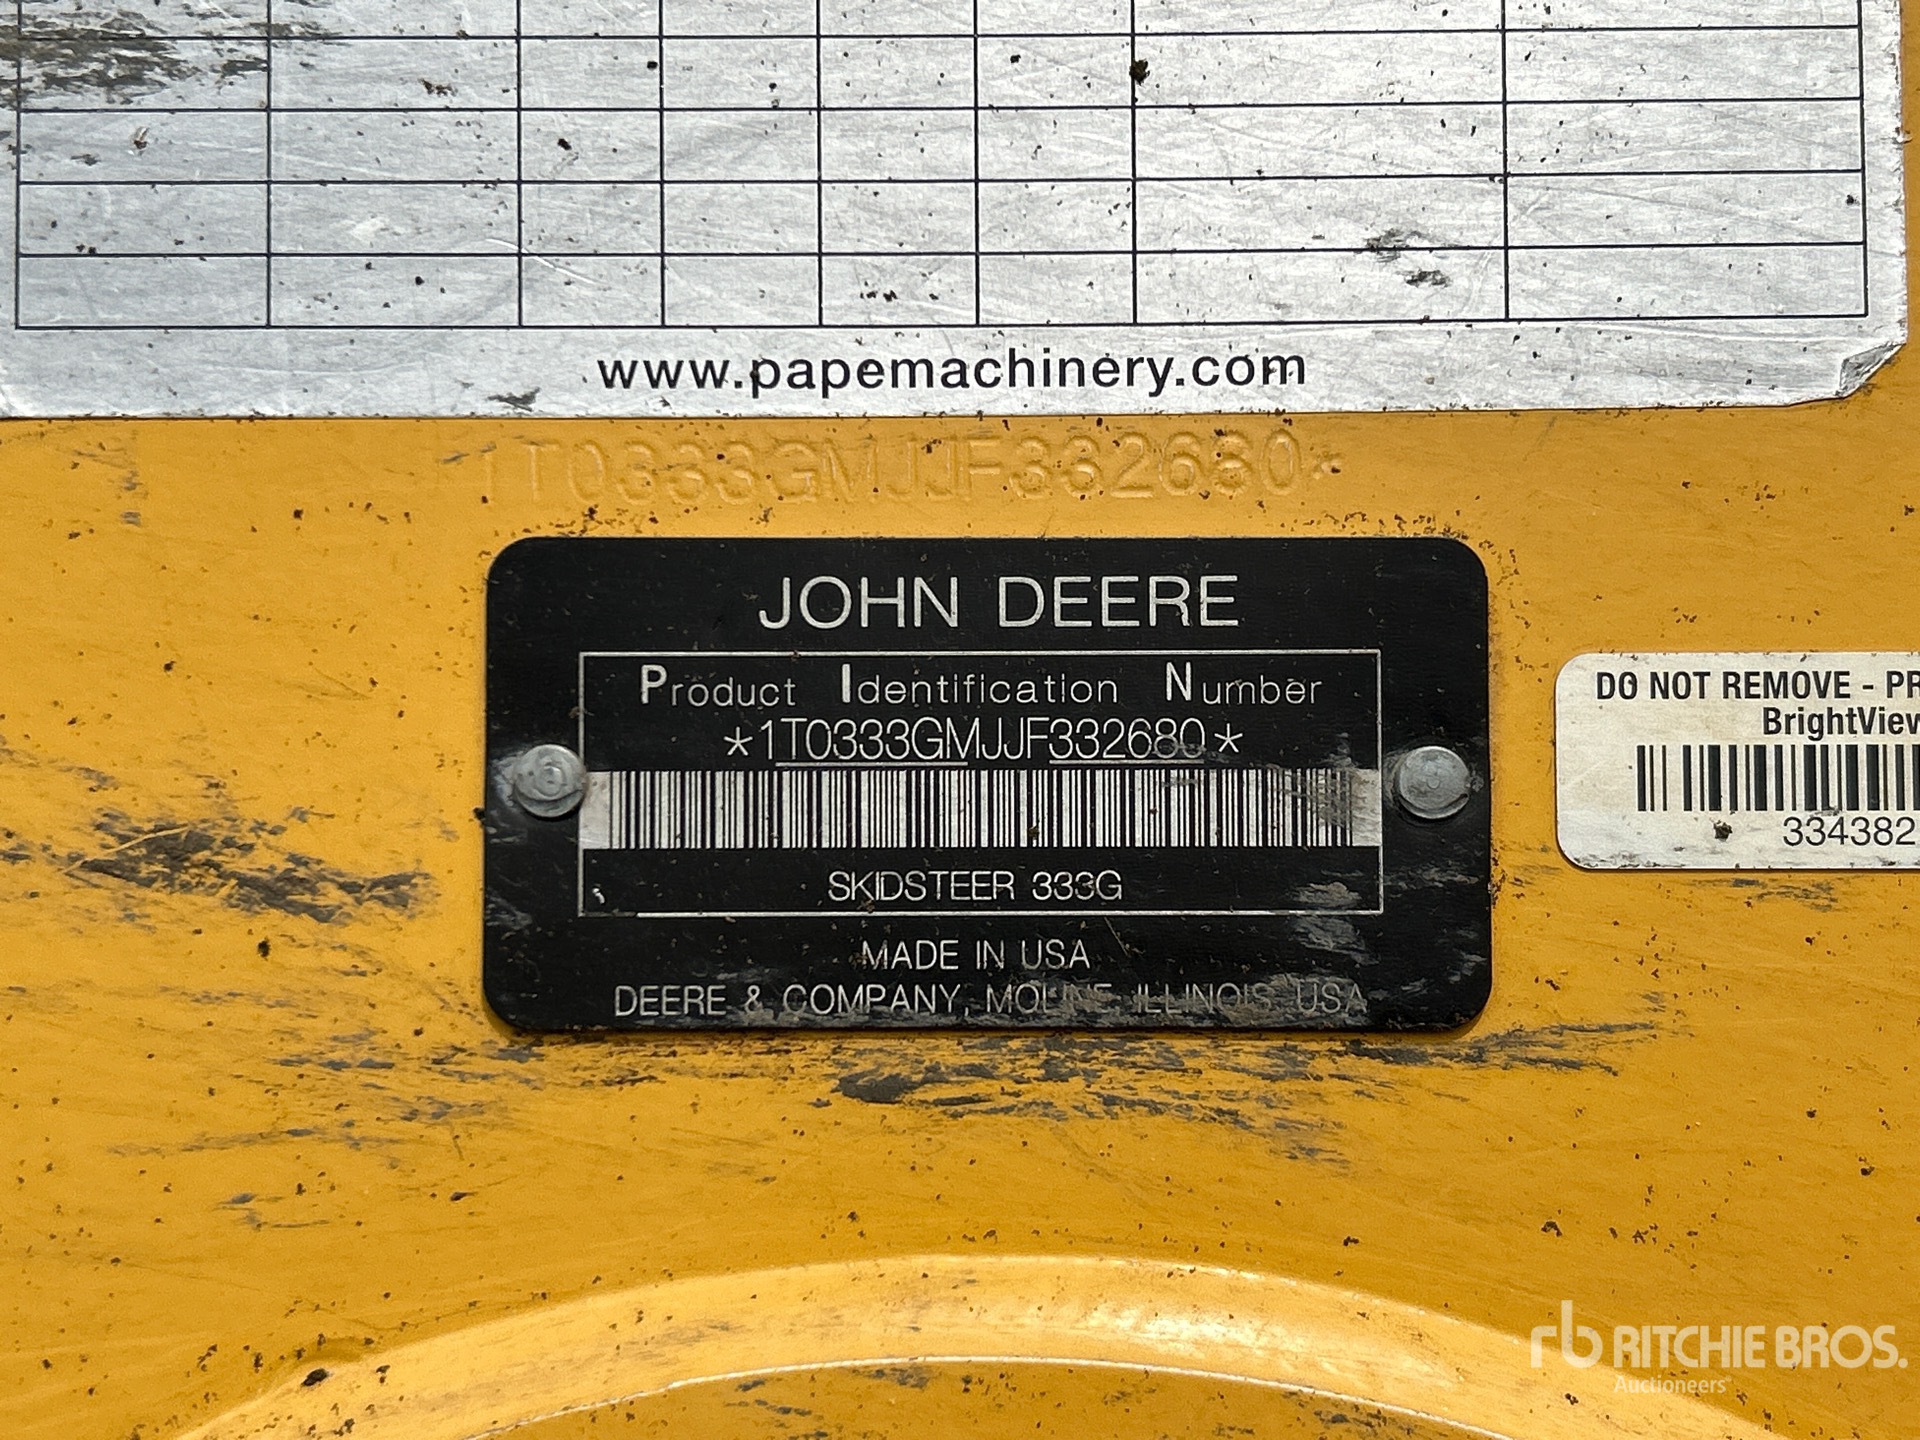 www.papemachinery.com
1T0333GMJJF332680*
JOHN DEERE
Product Identification Number
*1T0333GMJJF332680*
SKIDSTEER 333G
MADE IN USA
DEERE & COMPANY, MOLINE, ILLINOIS, USA
DO NOT REMOVE - PR
BrightView
334382
rb RITCHIE BROS.
Auctioneers